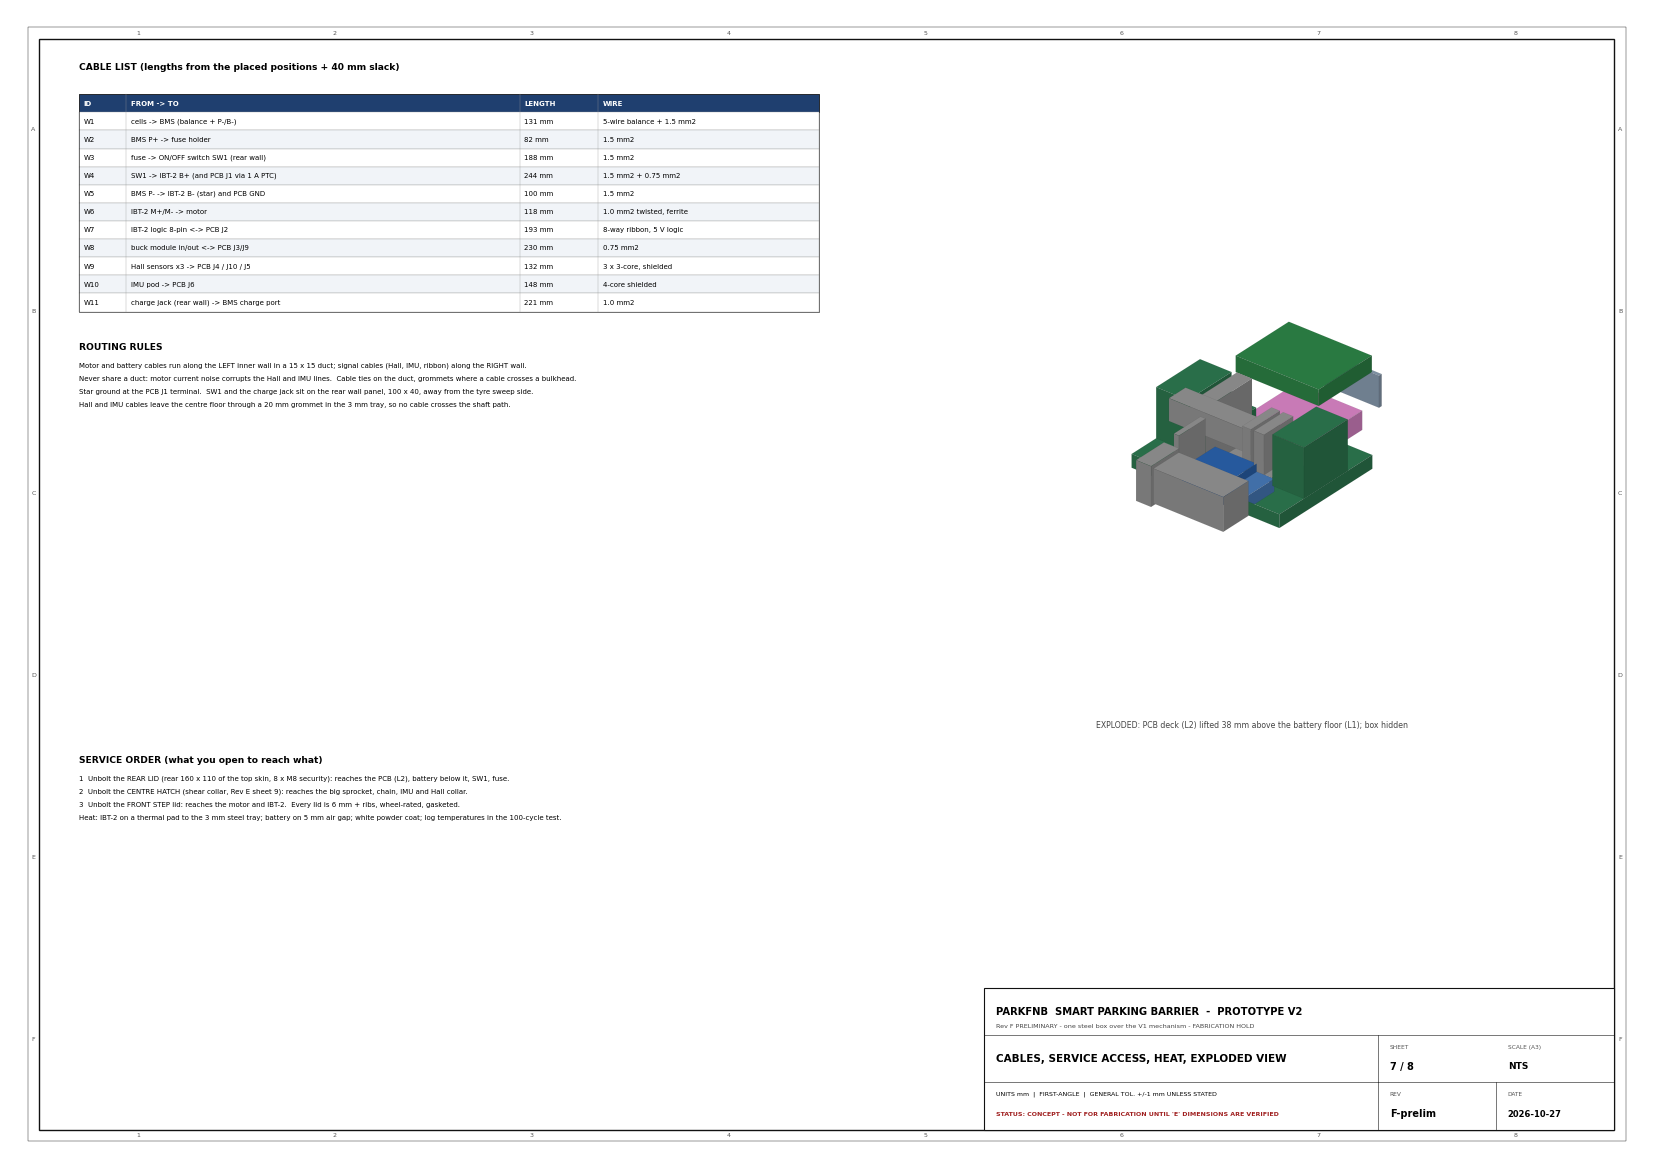 1 2 3 4 5 6 7 8
CABLE LIST (lengths from the placed positions + 40 mm slack)
ID FROM -> TO LENGTH WIRE
W1 cells -> BMS (balance + P-/B-) 131 mm 5-wire balance + 1.5 mm2
W2 BMS P+ -> fuse holder 82 mm 1.5 mm2
W3 fuse -> ON/OFF switch SW1 (rear wall) 188 mm 1.5 mm2
W4 SW1 -> IBT-2 B+ (and PCB J1 via 1 A PTC) 244 mm 1.5 mm2 + 0.75 mm2
W5 BMS P- -> IBT-2 B- (star) and PCB GND 100 mm 1.5 mm2
W6 IBT-2 M+/M- -> motor 118 mm 1.0 mm2 twisted, ferrite
W7 IBT-2 logic 8-pin <-> PCB J2 193 mm 8-way ribbon, 5 V logic
W8 buck module in/out <-> PCB J3/J9 230 mm 0.75 mm2
W9 Hall sensors x3 -> PCB J4 / J10 / J5 132 mm 3 x 3-core, shielded
W10 IMU pod -> PCB J6 148 mm 4-core shielded
W11 charge jack (rear wall) -> BMS charge port 221 mm 1.0 mm2
ROUTING RULES
Motor and battery cables run along the LEFT inner wall in a 15 x 15 duct; signal cables (Hall, IMU, ribbon) along the RIGHT wall.
Never share a duct: motor current noise corrupts the Hall and IMU lines.  Cable ties on the duct, grommets where a cable crosses a bulkhead.
Star ground at the PCB J1 terminal.  SW1 and the charge jack sit on the rear wall panel, 100 x 40, away from the tyre sweep side.
Hall and IMU cables leave the centre floor through a 20 mm grommet in the 3 mm tray, so no cable crosses the shaft path.
EXPLODED: PCB deck (L2) lifted 38 mm above the battery floor (L1); box hidden
SERVICE ORDER (what you open to reach what)
1  Unbolt the REAR LID (rear 160 x 110 of the top skin, 8 x M8 security): reaches the PCB (L2), battery below it, SW1, fuse.
2  Unbolt the CENTRE HATCH (shear collar, Rev E sheet 9): reaches the big sprocket, chain, IMU and Hall collar.
3  Unbolt the FRONT STEP lid: reaches the motor and IBT-2.  Every lid is 6 mm + ribs, wheel-rated, gasketed.
Heat: IBT-2 on a thermal pad to the 3 mm steel tray; battery on 5 mm air gap; white powder coat; log temperatures in the 100-cycle test.
A A
B B
C C
D D
E E
F F
PARKFNB  SMART PARKING BARRIER  -  PROTOTYPE V2
Rev F PRELIMINARY - one steel box over the V1 mechanism - FABRICATION HOLD
CABLES, SERVICE ACCESS, HEAT, EXPLODED VIEW
SHEET SCALE (A3)
7 / 8 NTS
UNITS mm  |  FIRST-ANGLE  |  GENERAL TOL. +/-1 mm UNLESS STATED
STATUS: CONCEPT - NOT FOR FABRICATION UNTIL 'E' DIMENSIONS ARE VERIFIED
REV DATE
F-prelim 2026-10-27
1 2 3 4 5 6 7 8